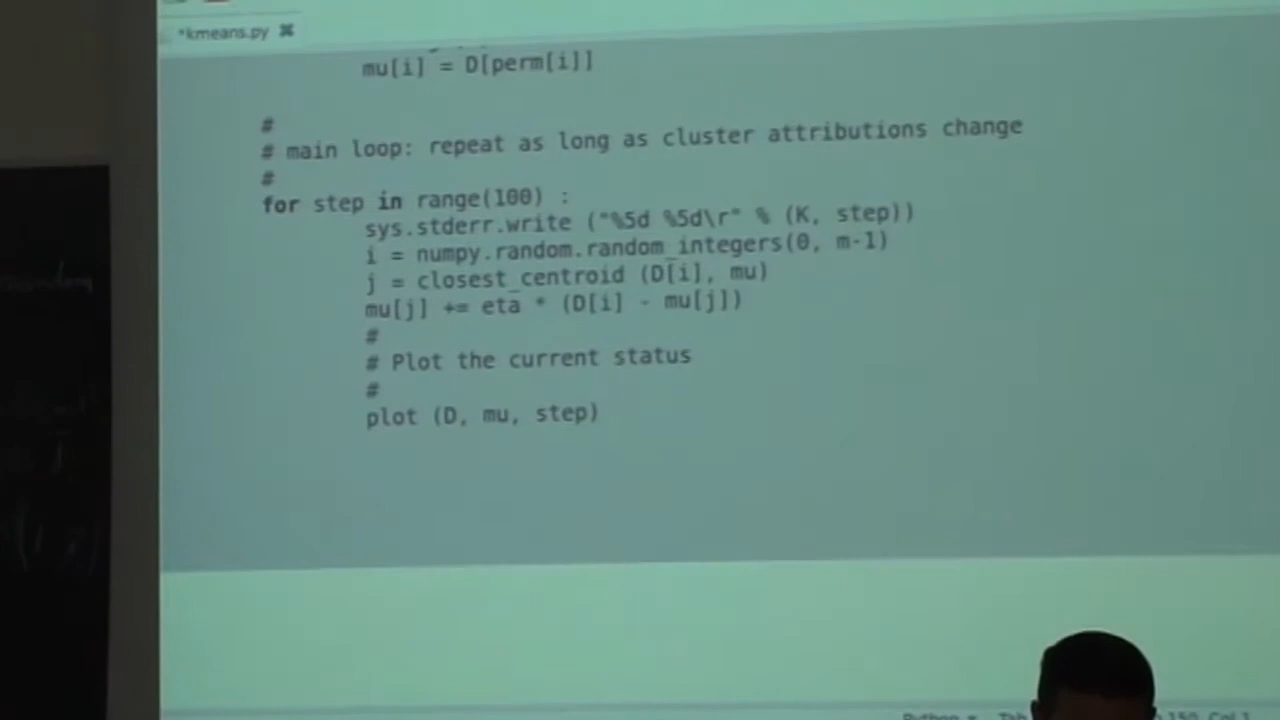 *kmeans.py ✖
mu[i] = D[perm[i]]
#
# main loop: repeat as long as cluster attributions change
#
for step in range(100) :
sys.stderr.write ("%5d %5d\r" % (K, step))
i = numpy.random.random_integers(0, m-1)
j = closest_centroid (D[i], mu)
mu[j] += eta * (D[i] - mu[j])
#
# Plot the current status
#
plot (D, mu, step)
Python